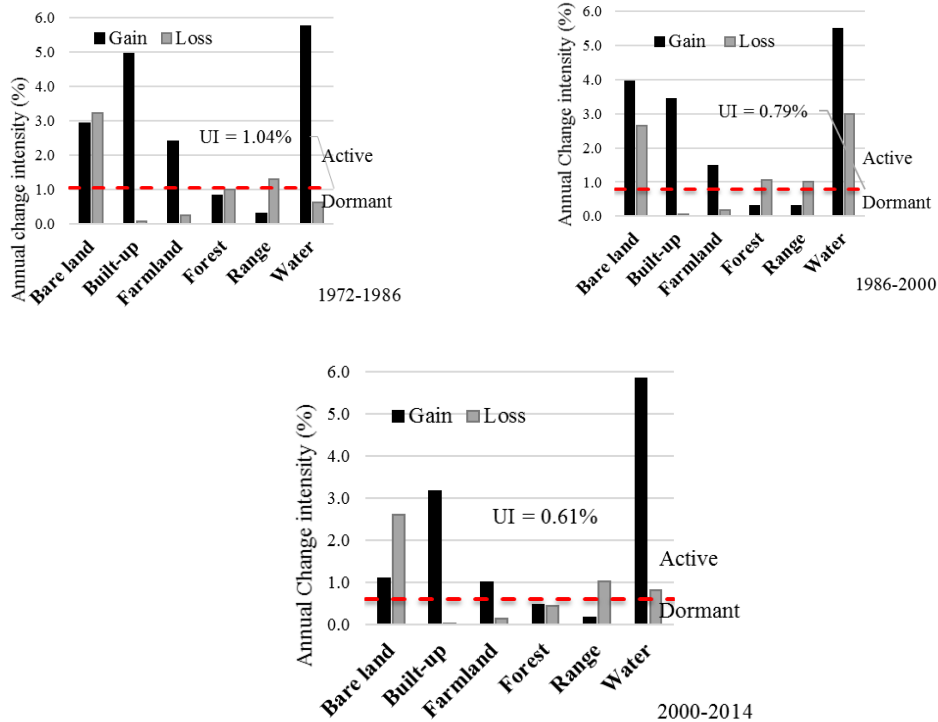 Annual change intensity (%)
6.0
5.0
4.0
3.0
2.0
1.0
0.0
Gain Loss
UI = 1.04%
Active
Dormant
Bare land
Built-up
Farmland
Forest
Range
Water
1972-1986
Annual Change intensity (%)
6.0
5.0
4.0
3.0
2.0
1.0
0.0
Gain Loss
UI = 0.79%
Active
Dormant
Bare land
Built-up
Farmland
Forest
Range
Water
1986-2000
Annual Change intensity (%)
6.0
5.0
4.0
3.0
2.0
1.0
0.0
Gain Loss
UI = 0.61%
Active
Dormant
Bare land
Built-up
Farmland
Forest
Range
Water
2000-2014